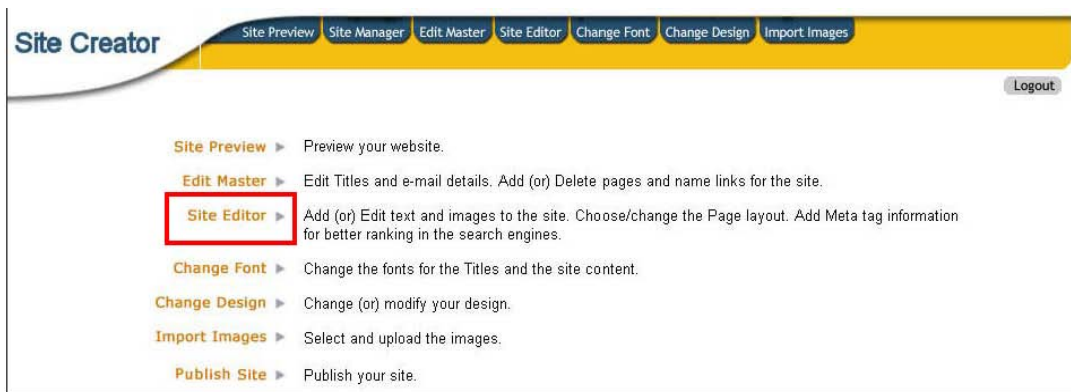 Site Creator
Site Preview Site Manager Edit Master Site Editor Change Font Change Design Import Images
Logout
Site Preview Preview your website.
Edit Master Edit Titles and e-mail details. Add (or) Delete pages and name links for the site.
Site Editor Add (or) Edit text and images to the site. Choose/change the Page layout. Add Meta tag information
for better ranking in the search engines.
Change Font Change the fonts for the Titles and the site content.
Change Design Change (or) modify your design.
Import Images Select and upload the images.
Publish Site Publish your site.